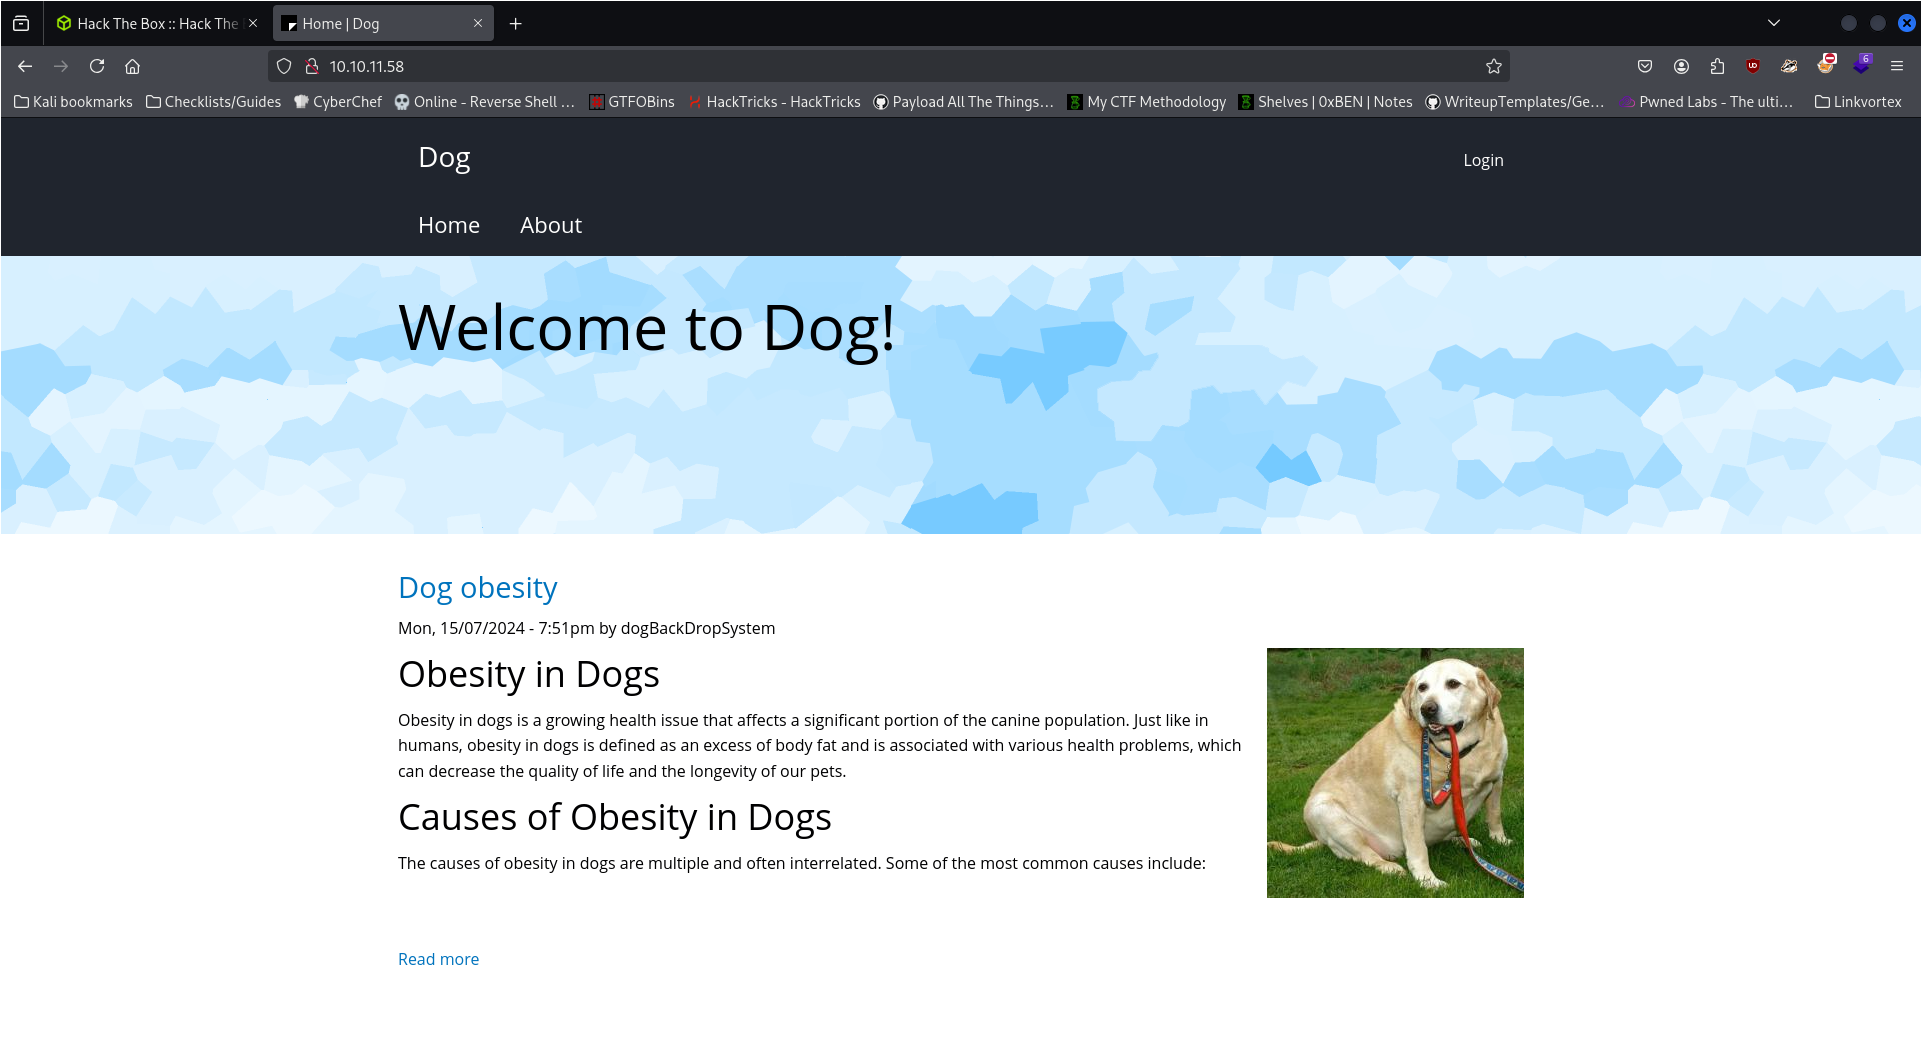 Hack The Box :: Hack The
Home | Dog
10.10.11.58
6
Kali bookmarks
Checklists/Guides
CyberChef
Online - Reverse Shell …
GTFOBins
HackTricks - HackTricks
Payload All The Things…
My CTF Methodology
Shelves | 0xBEN | Notes
WriteupTemplates/Ge…
Pwned Labs - The ulti…
Linkvortex
Dog
Login
Home
About
Welcome to Dog!
Dog obesity
Mon, 15/07/2024 - 7:51pm by dogBackDropSystem
Obesity in Dogs
Obesity in dogs is a growing health issue that affects a significant portion of the canine population. Just like in
humans, obesity in dogs is defined as an excess of body fat and is associated with various health problems, which
can decrease the quality of life and the longevity of our pets.
Causes of Obesity in Dogs
The causes of obesity in dogs are multiple and often interrelated. Some of the most common causes include:
Read more